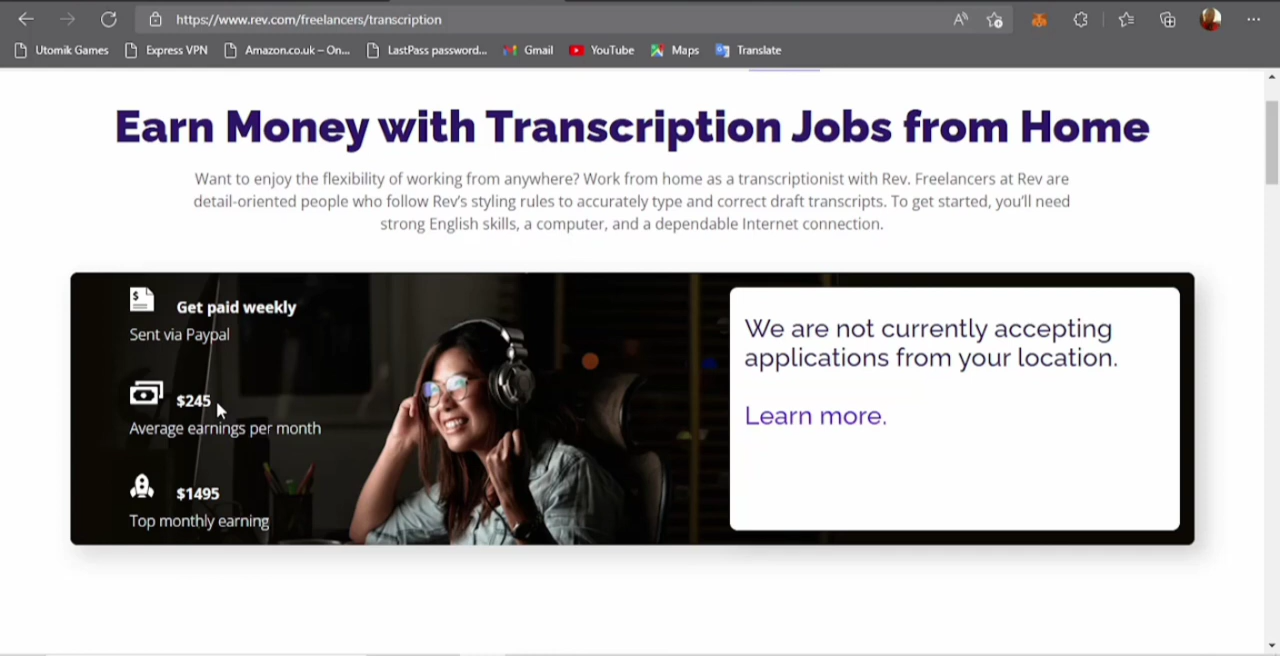 https://www.rev.com/freelancers/transcription
Utomik Games
Express VPN
Amazon.co.uk – On...
LastPass password...
Gmail
YouTube
Maps
Translate
Earn Money with Transcription Jobs from Home
Want to enjoy the flexibility of working from anywhere? Work from home as a transcriptionist with Rev. Freelancers at Rev are
detail-oriented people who follow Rev's styling rules to accurately type and correct draft transcripts. To get started, you'll need
strong English skills, a computer, and a dependable Internet connection.
Get paid weekly
Sent via Paypal
$245
Average earnings per month
$1495
Top monthly earning
We are not currently accepting
applications from your location.
Learn more.